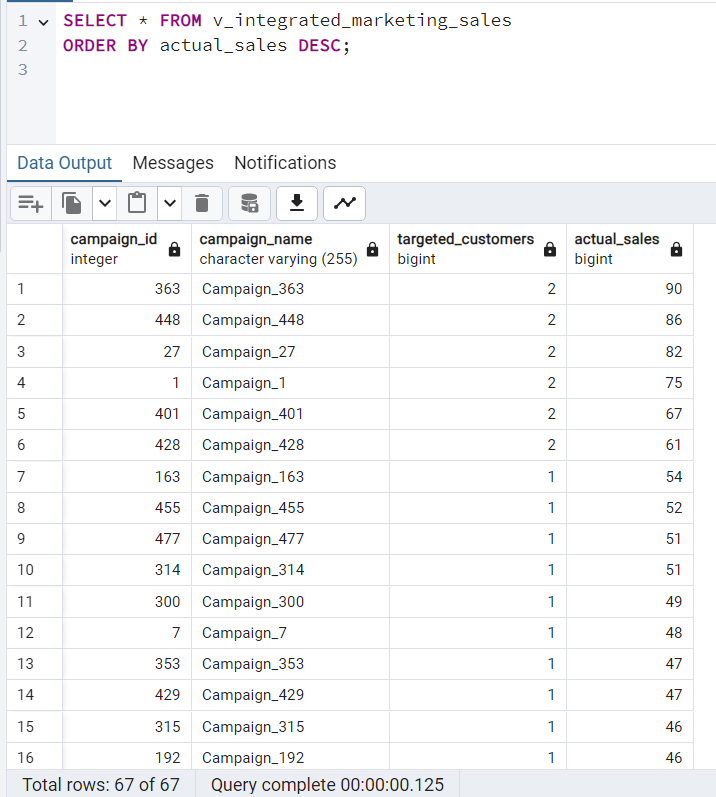 1 SELECT * FROM v_integrated_marketing_sales
2 ORDER BY actual_sales DESC;
3
Data Output Messages Notifications
campaign_id campaign_name targeted_customers actual_sales
integer character varying (255) bigint bigint
1 363 Campaign_363 2 90
2 448 Campaign_448 2 86
3 27 Campaign_27 2 82
4 1 Campaign_1 2 75
5 401 Campaign_401 2 67
6 428 Campaign_428 2 61
7 163 Campaign_163 1 54
8 455 Campaign_455 1 52
9 477 Campaign_477 1 51
10 314 Campaign_314 1 51
11 300 Campaign_300 1 49
12 7 Campaign_7 1 48
13 353 Campaign_353 1 47
14 429 Campaign_429 1 47
15 315 Campaign_315 1 46
16 192 Campaign_192 1 46
Total rows: 67 of 67 Query complete 00:00:00.125